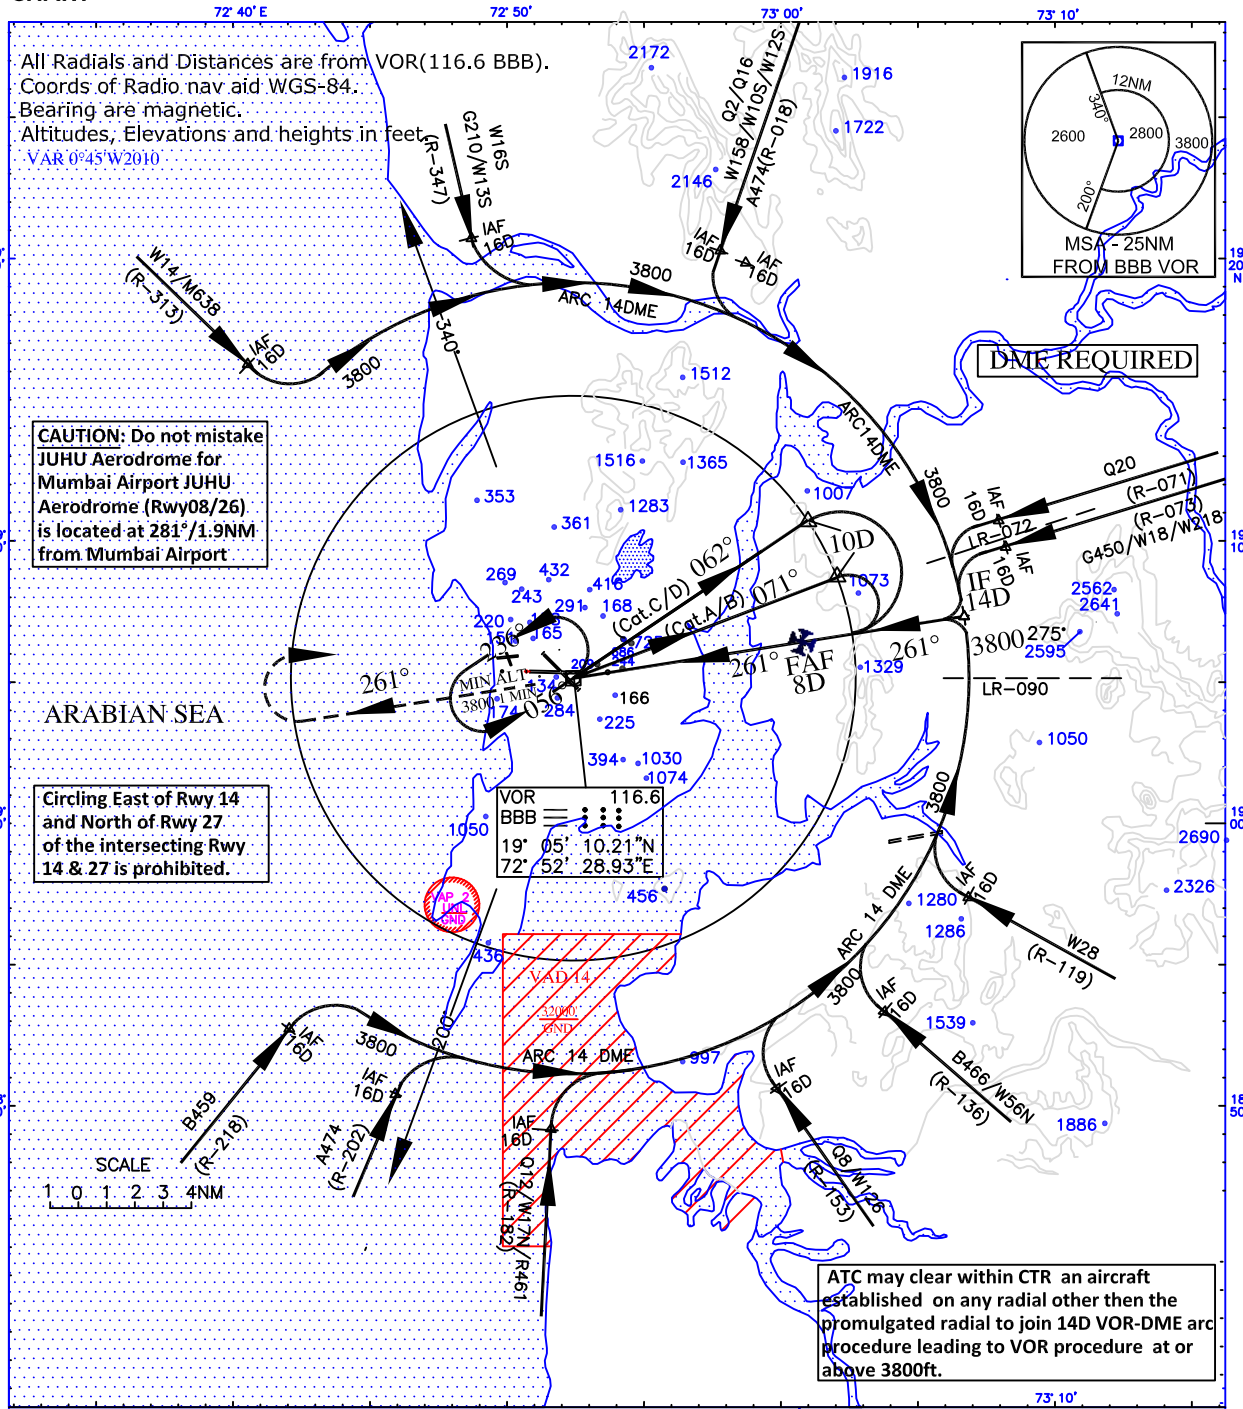 72° 40' E
72° 50'
73° 00'
73° 10'
All Radials and Distances are from VOR(116.6 BBB).
Coords of Radio nav aid WGS-84.
Bearing are magnetic.
Altitudes, Elevations and heights in feet.
VAR 0°45'W2010
2172
1916
1722
2146
Q2/Q16
W158/W10S/W12S
A474(R-018)
W16S
G210/W13S
(R-347)
IAF
16D
IAF
16D
IAF
16D
12NM
340°
2600
2800
3800
200°
MSA - 25NM
FROM BBB VOR
W14/M638
(R-313)
IAF
16D
3800
3800
ARC 14DME
340°
DME REQUIRED
1512
ARC14DME
3800
CAUTION: Do not mistake
JUHU Aerodrome for
Mumbai Airport JUHU
Aerodrome (Rwy08/26)
is located at 281°/1.9NM
from Mumbai Airport
1516
1365
353
1283
1007
361
Q20
(R-071)
(R-073)
G450/W18/W218
IAF
16D
LR-072
IAF
16D
10D
062°
(Cat.C/D)
071°
(Cat.A/B)
1073
IF
14D
2562
2641
275°
2595
3800
269
432
243
416
291
168
220
165
236°
261°
261°
FAF
8D
1329
LR-090
261°
MIN ALT
3800 1 MIN
056°
134
174
284
166
225
ARABIAN SEA
394
1030
1074
1050
Circling East of Rwy 14
and North of Rwy 27
of the intersecting Rwy
14 & 27 is prohibited.
1050
VOR 116.6
BBB
19° 05' 10.21"N
72° 52' 28.93"E
456
3800
2690
2326
VAP 2
UNL
GND
436
1280
1286
IAF
16D
W28
(R-119)
ARC 14 DME
3800
VAD 14
32000
GND
200°
IAF
16D
3800
ARC 14 DME
997
IAF
16D
1539
B466/W56N
(R-136)
1886
B459
(R-218)
IAF
16D
A474
(R-202)
IAF
16D
Q12/W17N/R461
(R-182)
IAF
16D
Q8/W126
(R-153)
SCALE
1 0 1 2 3 4NM
ATC may clear within CTR an aircraft
established on any radial other then the
promulgated radial to join 14D VOR-DME arc
procedure leading to VOR procedure at or
above 3800ft.
73°10'